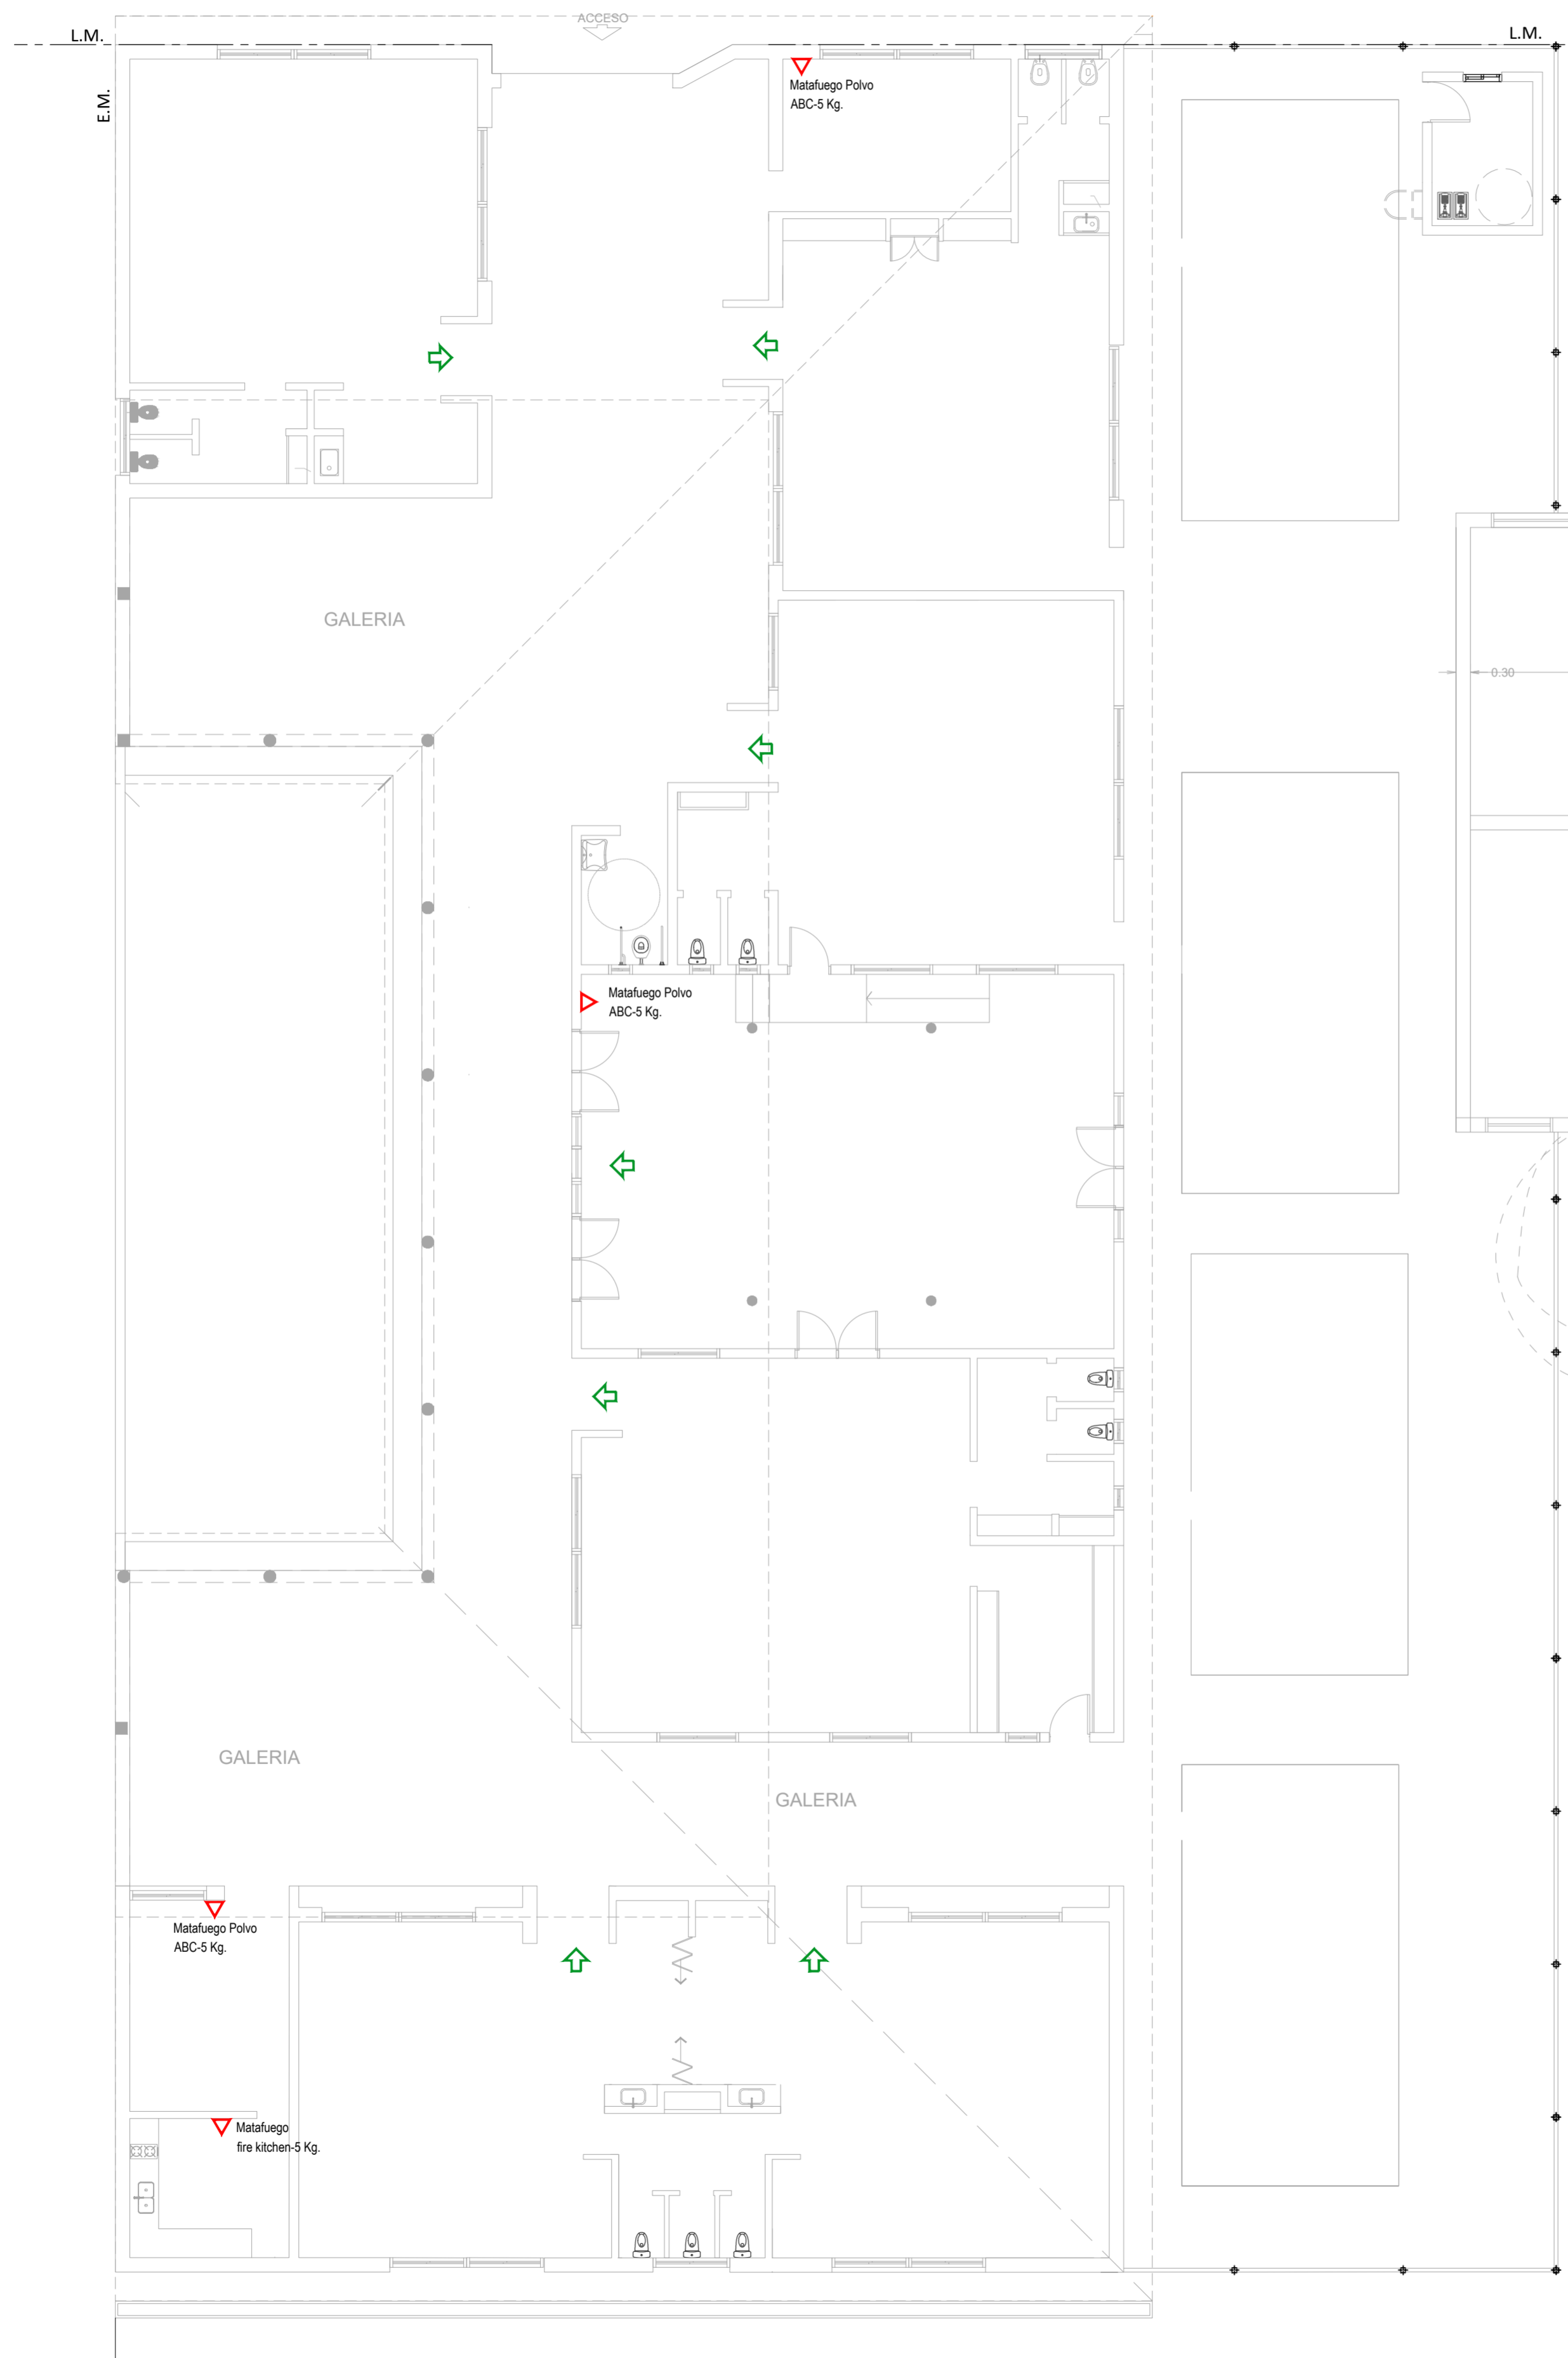 ACCESO
L.M.
L.M.
E.M.
Matafuego Polvo
ABC-5 Kg.
GALERIA
0.30
Matafuego Polvo
ABC-5 Kg.
GALERIA
GALERIA
Matafuego Polvo
ABC-5 Kg.
Matafuego
fire kitchen-5 Kg.